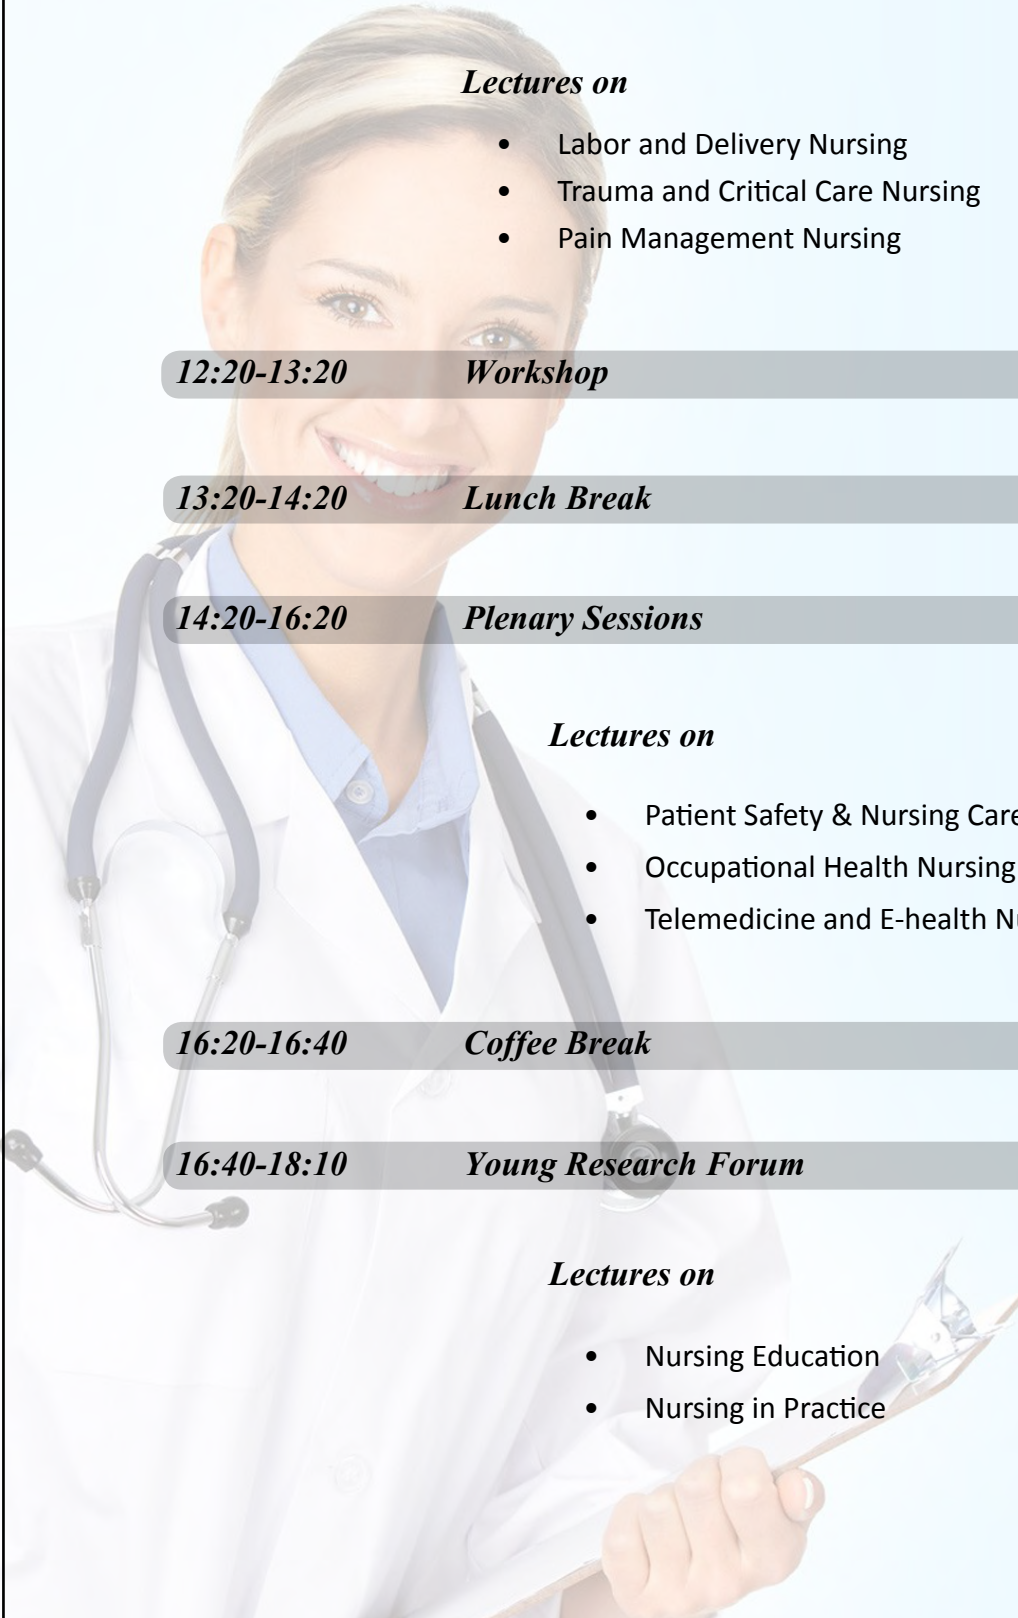 Lectures on
• Labor and Delivery Nursing
• Trauma and Critical Care Nursing
• Pain Management Nursing
12:20-13:20 Workshop
13:20-14:20 Lunch Break
14:20-16:20 Plenary Sessions
Lectures on
• Patient Safety & Nursing Care
• Occupational Health Nursing
• Telemedicine and E-health
16:20-16:40 Coffee Break
16:40-18:10 Young Research Forum
Lectures on
• Nursing Education
• Nursing in Practice